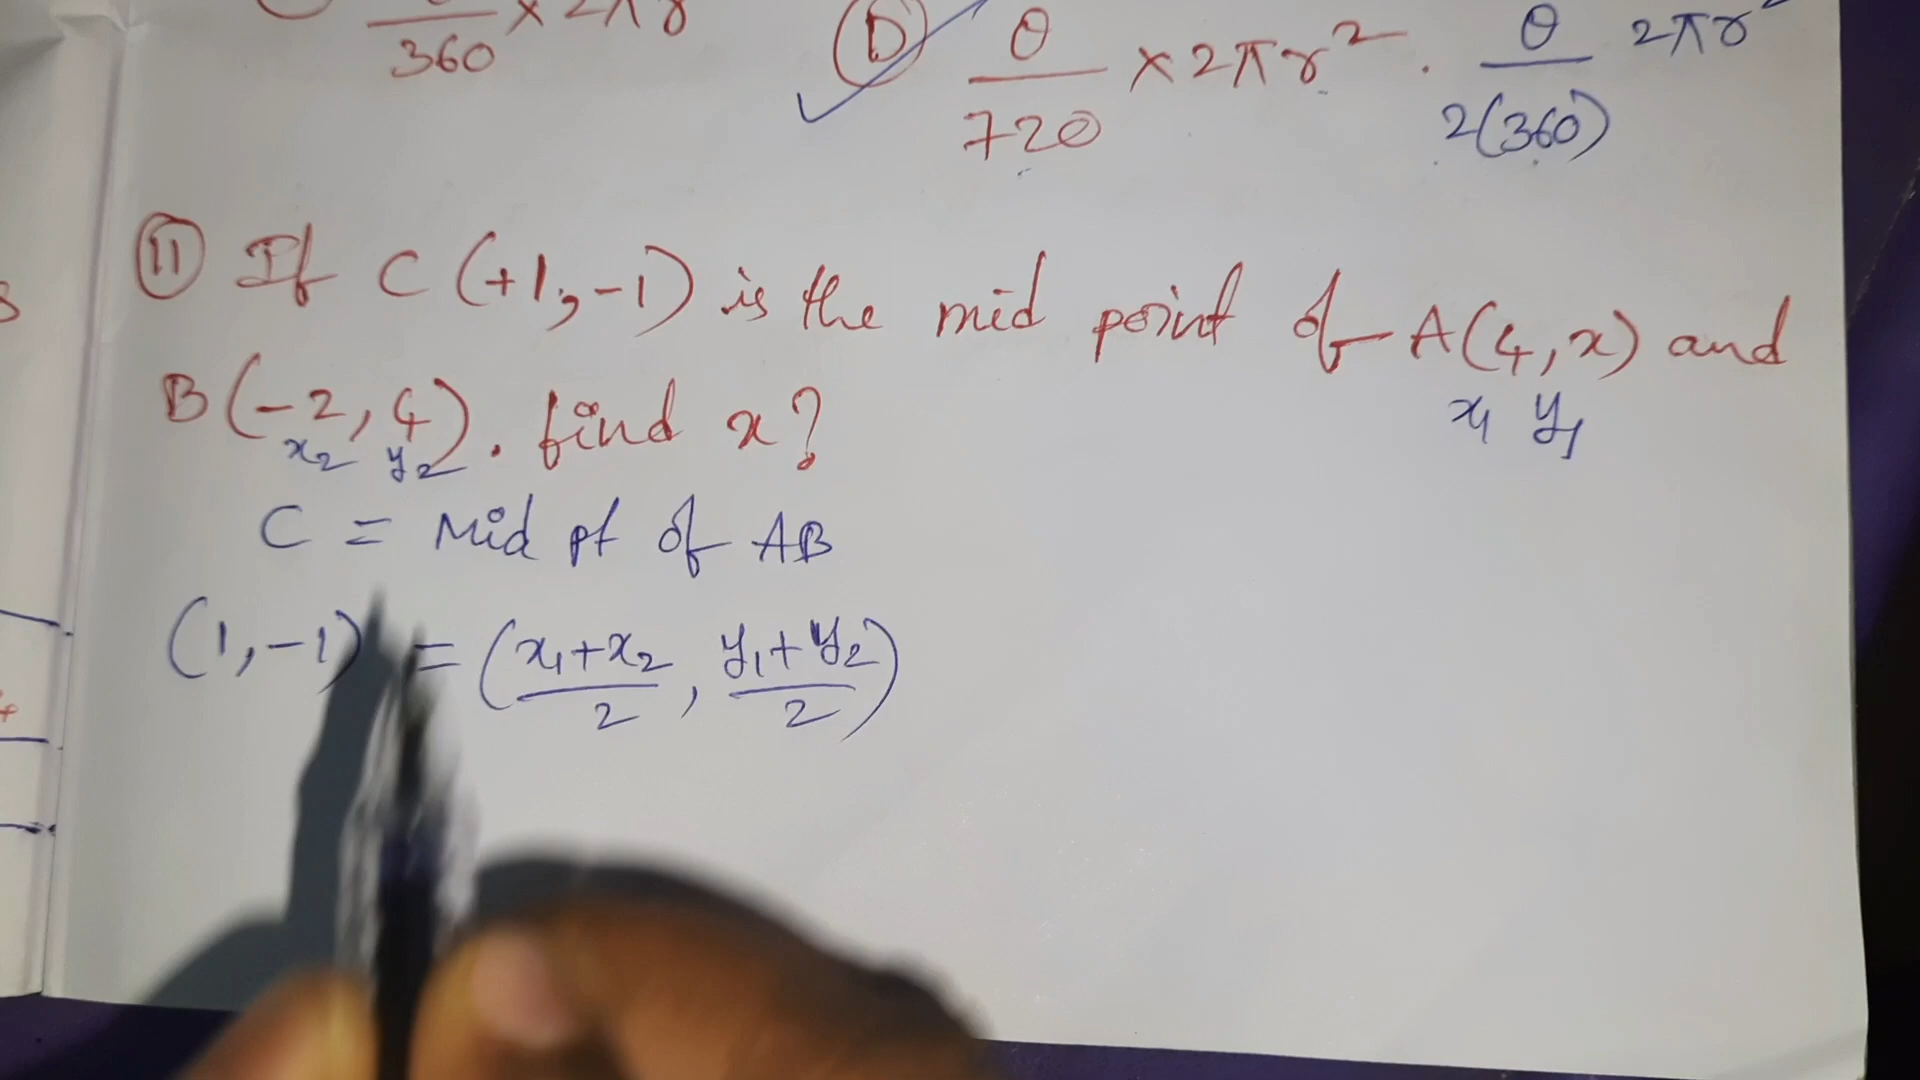 360 × 2πr
(D) θ/720 × 2πr². θ/2(360) 2πr²
(11) If C (+1, -1) is the mid point of A(4, x) and
x₁ y₁
B(-2, 4). find x?
x₂ y₂
C = Mid pt of AB
(1, -1) = (x₁+x₂/2, y₁+y₂/2)